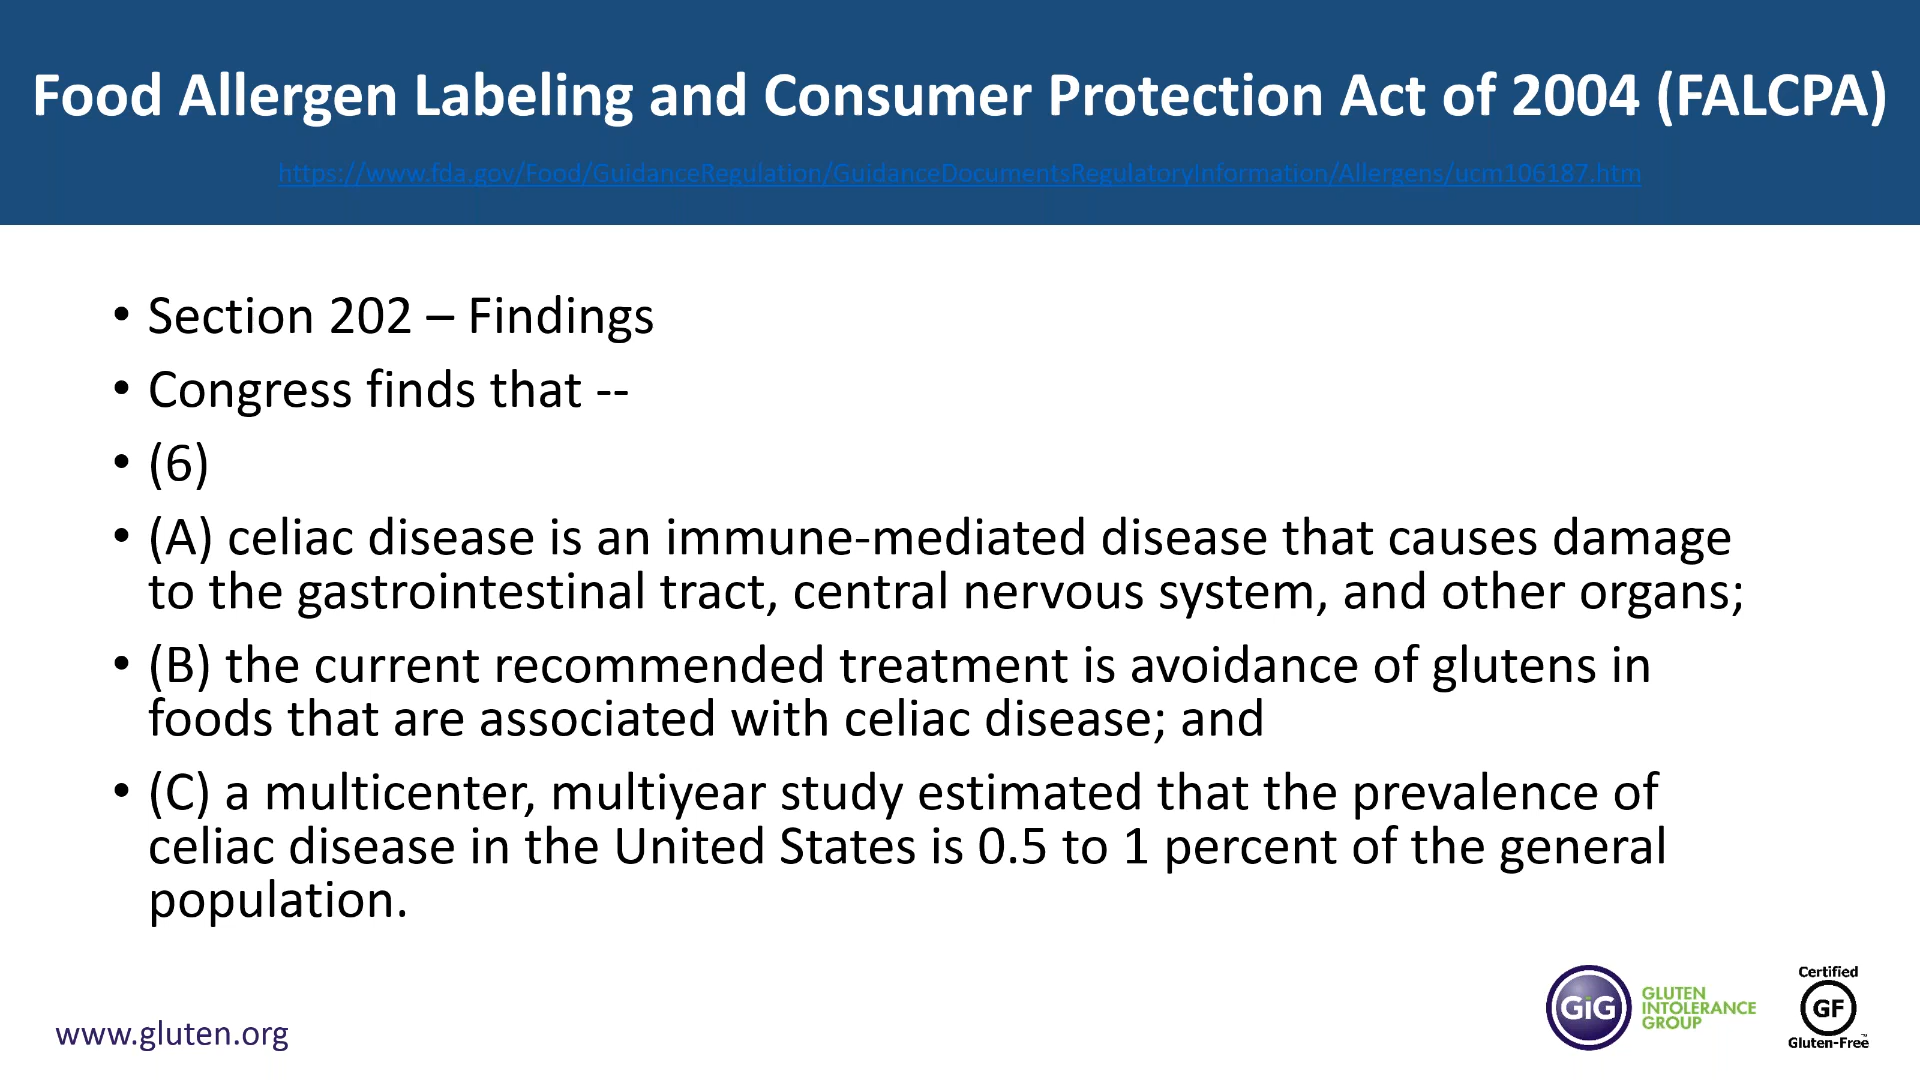 Food Allergen Labeling and Consumer Protection Act of 2004 (FALCPA)
https://www.fda.gov/Food/GuidanceRegulation/GuidanceDocumentsRegulatoryInformation/Allergens/ucm106187.htm
• Section 202 – Findings
• Congress finds that --
• (6)
• (A) celiac disease is an immune-mediated disease that causes damage
to the gastrointestinal tract, central nervous system, and other organs;
• (B) the current recommended treatment is avoidance of glutens in
foods that are associated with celiac disease; and
• (C) a multicenter, multiyear study estimated that the prevalence of
celiac disease in the United States is 0.5 to 1 percent of the general
population.
www.gluten.org
GiG
GLUTEN
INTOLERANCE
GROUP
Certified
GF
Gluten-Free™